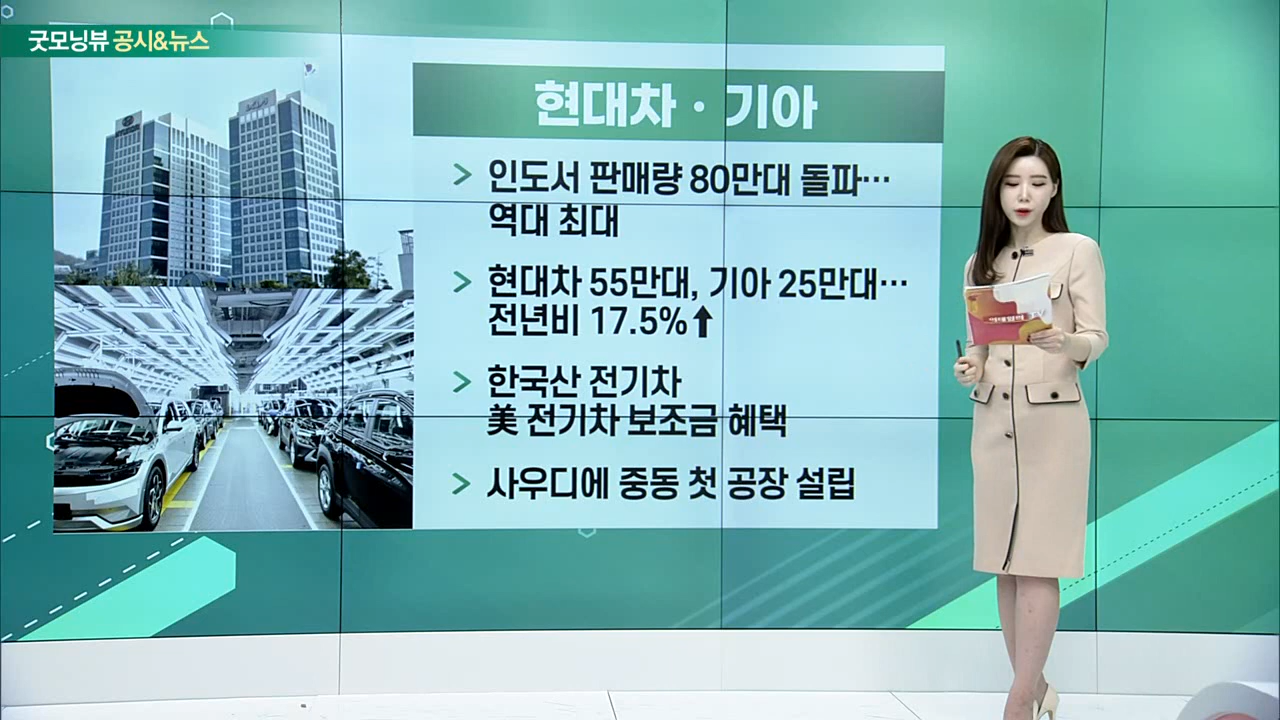 굿모닝뷰 공시&뉴스
현대차 · 기아
> 인도서 판매량 80만대 돌파…
역대 최대
> 현대차 55만대, 기아 25만대…
전년비 17.5%↑
> 한국산 전기차
美 전기차 보조금 혜택
> 사우디에 중동 첫 공장 설립